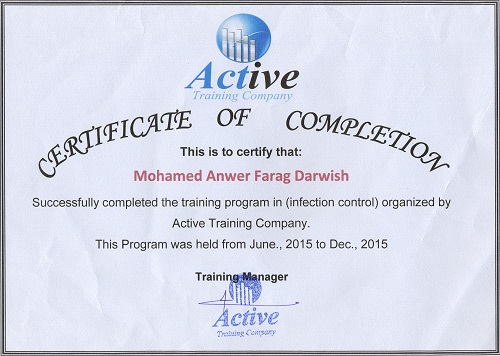 Active
Training Company
CERTIFICATE OF COMPLETION
This is to certify that:
Mohamed Anwer Farag Darwish
Successfully completed the training program in (infection control) organized by
Active Training Company.
This Program was held from June., 2015 to Dec., 2015
Training Manager
Active
Training Company